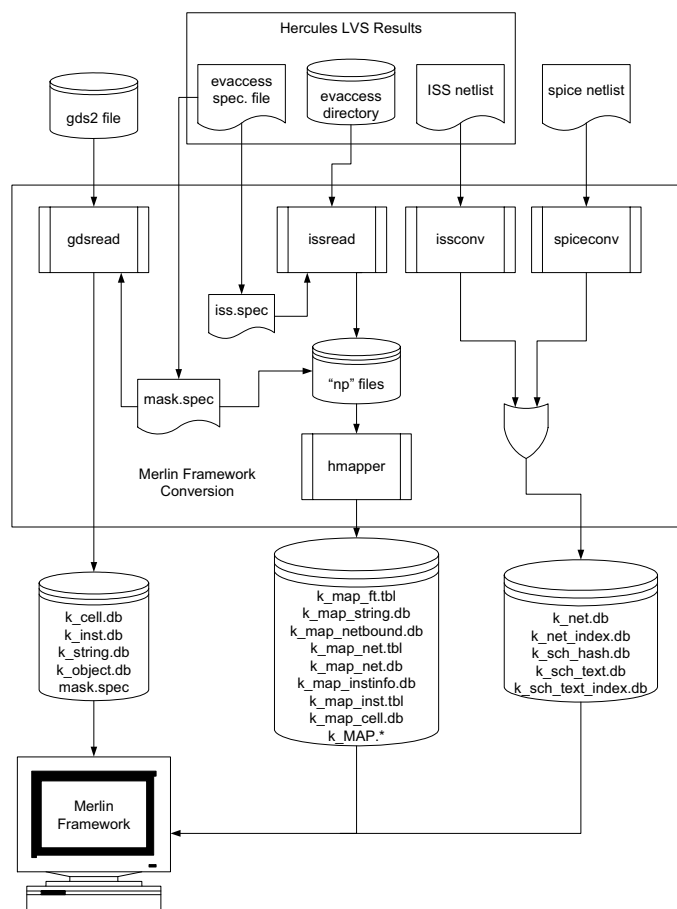 Hercules LVS Results
gds2 file
evaccess
spec. file
evaccess
directory
ISS netlist
spice netlist
gdsread
issread
issconv
spiceconv
iss.spec
mask.spec
“np” files
Merlin Framework
Conversion
hmapper
k_cell.db
k_inst.db
k_string.db
k_object.db
mask.spec
k_map_ft.tbl
k_map_string.db
k_map_netbound.db
k_map_net.tbl
k_map_net.db
k_map_instinfo.db
k_map_inst.tbl
k_map_cell.db
k_MAP.*
k_net.db
k_net_index.db
k_sch_hash.db
k_sch_text.db
k_sch_text_index.db
Merlin
Framework